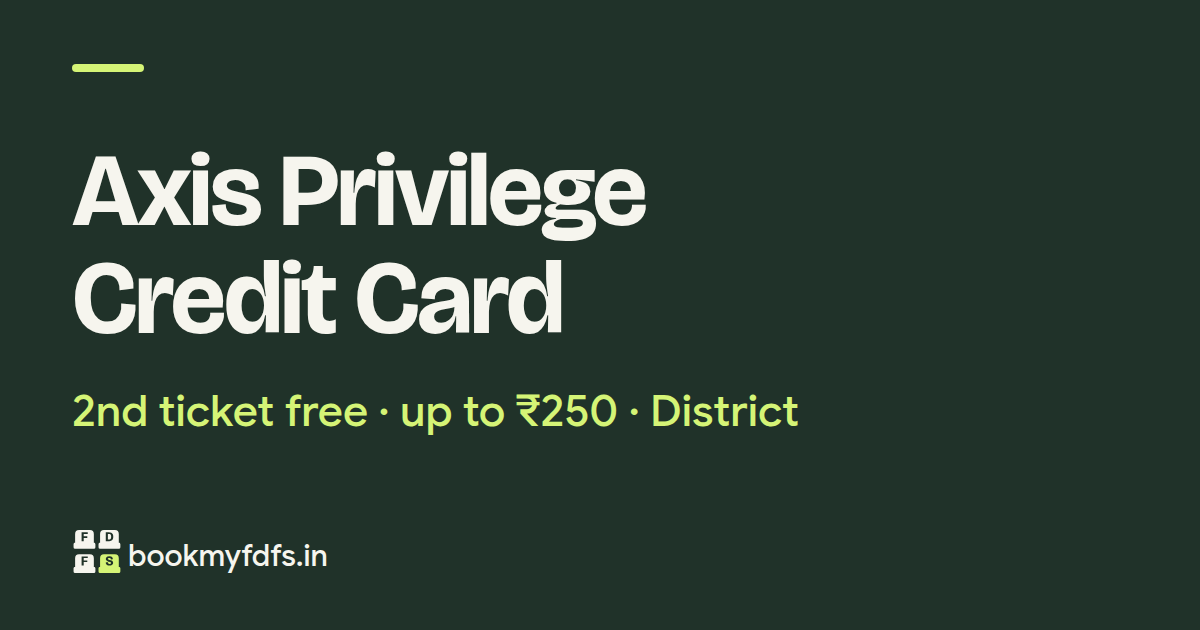 Axis Privilege
Credit Card
2nd ticket free · up to ₹250 · District
F D
F S
bookmyfdfs.in